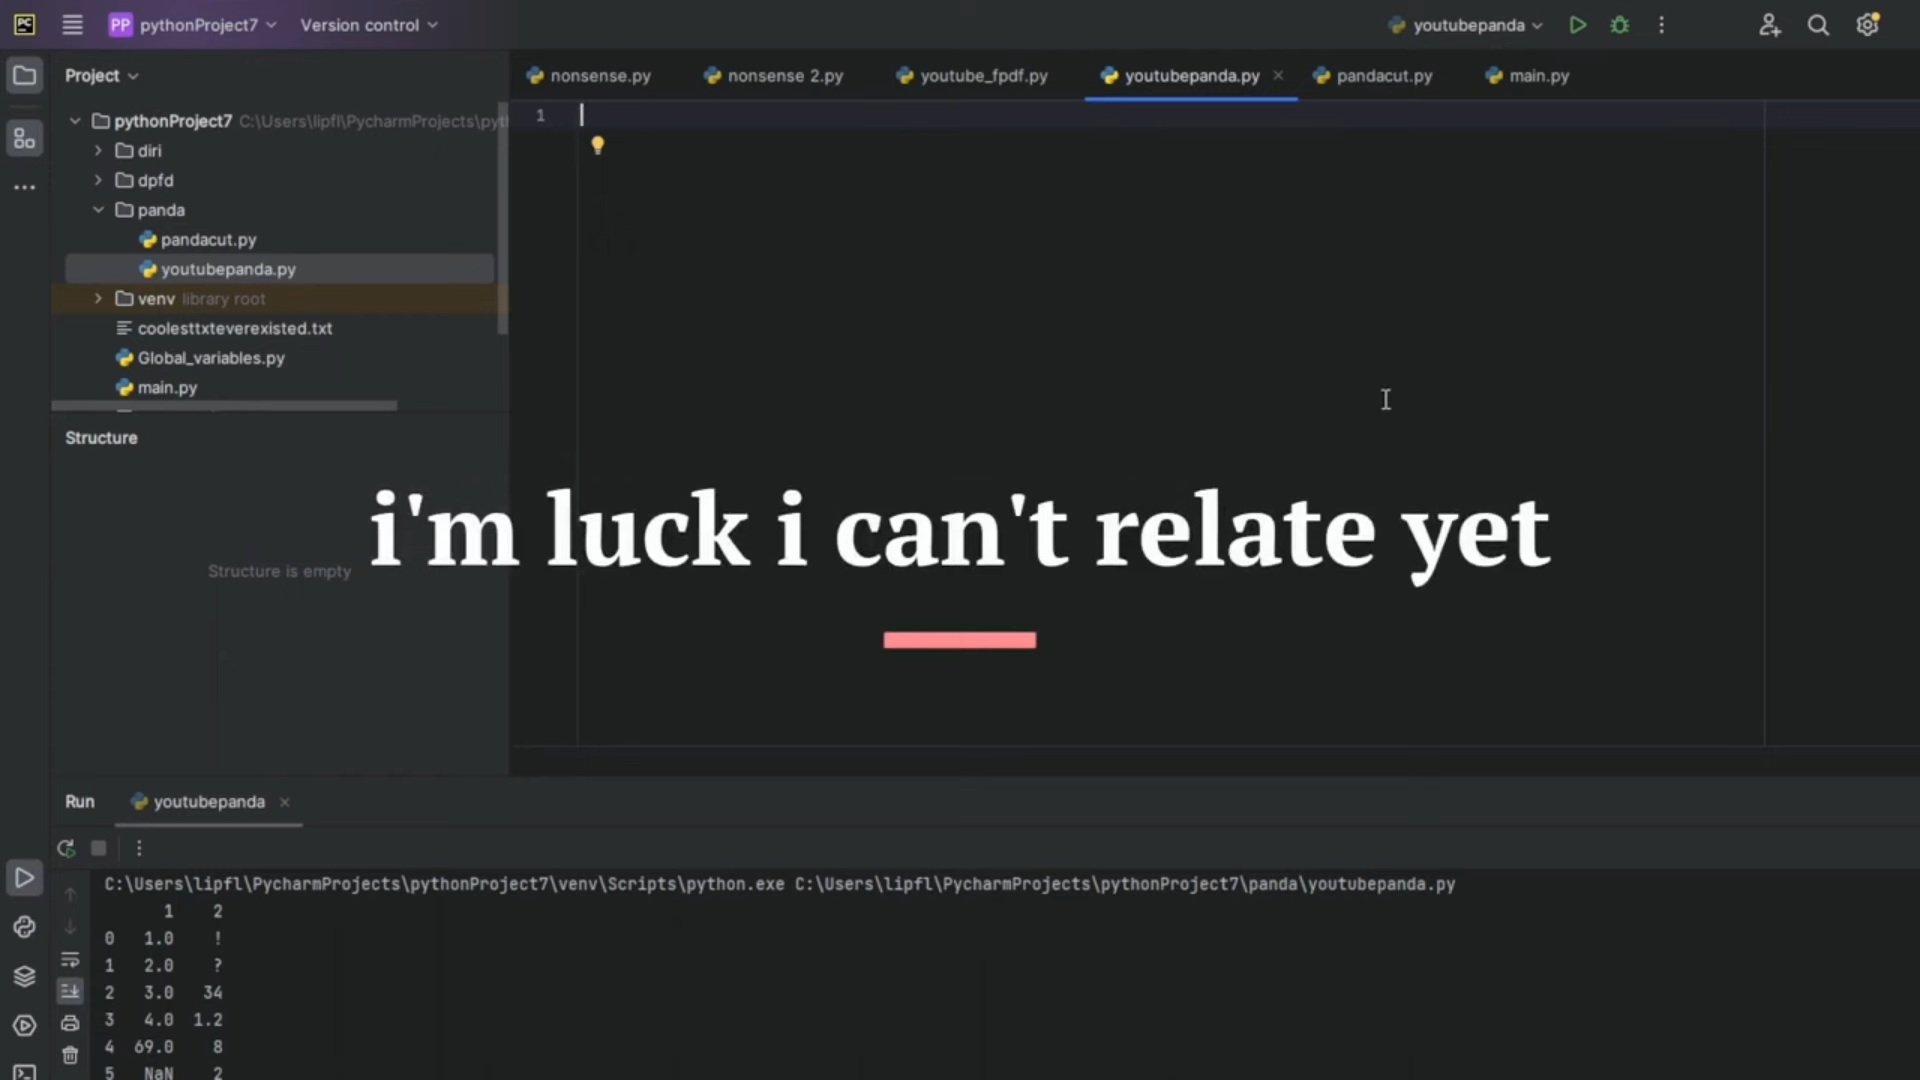 PC
PP pythonProject7 Version control youtubepanda
Project nonsense.py nonsense 2.py youtube_fpdf.py youtubepanda.py pandacut.py main.py
pythonProject7 C:\Users\lipfl\PycharmProjects\pyth
1
diri
dpfd
panda
pandacut.py
youtubepanda.py
venv library root
coolesttxteverexisted.txt
Global_variables.py
main.py
Structure
Structure is empty
i'm luck i can't relate yet
Run youtubepanda
C:\Users\lipfl\PycharmProjects\pythonProject7\venv\Scripts\python.exe C:\Users\lipfl\PycharmProjects\pythonProject7\panda\youtubepanda.py
1 2
0 1.0 !
1 2.0 ?
2 3.0 34
3 4.0 1.2
4 69.0 8
5 NaN 2